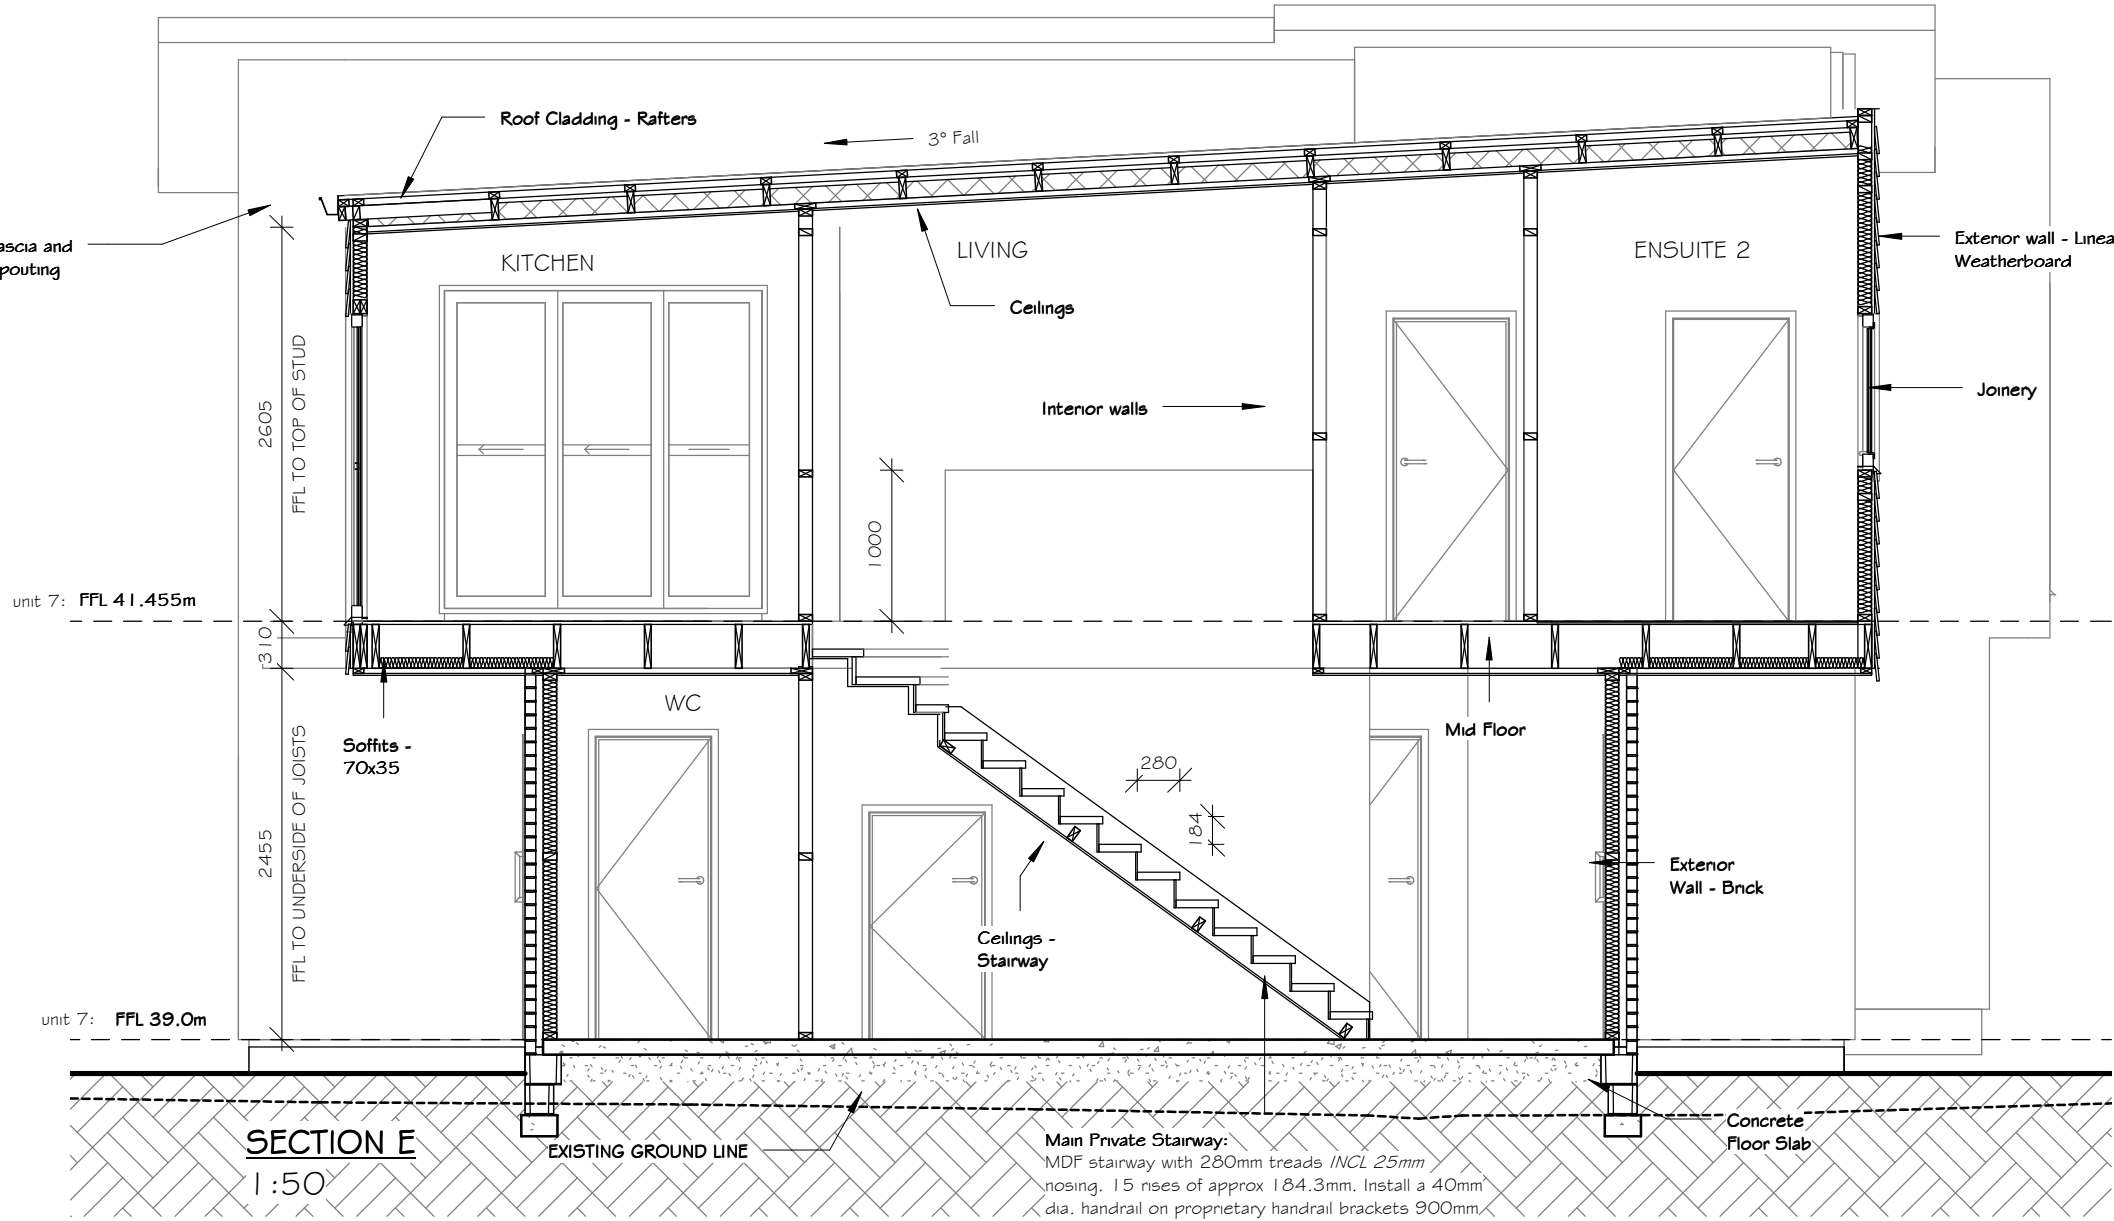 Roof Cladding - Rafters
3° Fall
ascia and
pouting
KITCHEN
LIVING
ENSUITE 2
Exterior wall - Linea
Weatherboard
Ceilings
Joinery
Interior walls
2605
FFL TO TOP OF STUD
1000
unit 7: FFL 41.455m
310
WC
Mid Floor
Soffits -
70x35
280
184
2455
FFL TO UNDERSIDE OF JOISTS
Exterior
Wall - Brick
Ceilings -
Stairway
unit 7: FFL 39.0m
SECTION E
1:50
EXISTING GROUND LINE
Concrete
Floor Slab
Main Private Stairway:
MDF stairway with 280mm treads INCL 25mm
nosing. 15 rises of approx 184.3mm. Install a 40mm
dia. handrail on proprietary handrail brackets 900mm